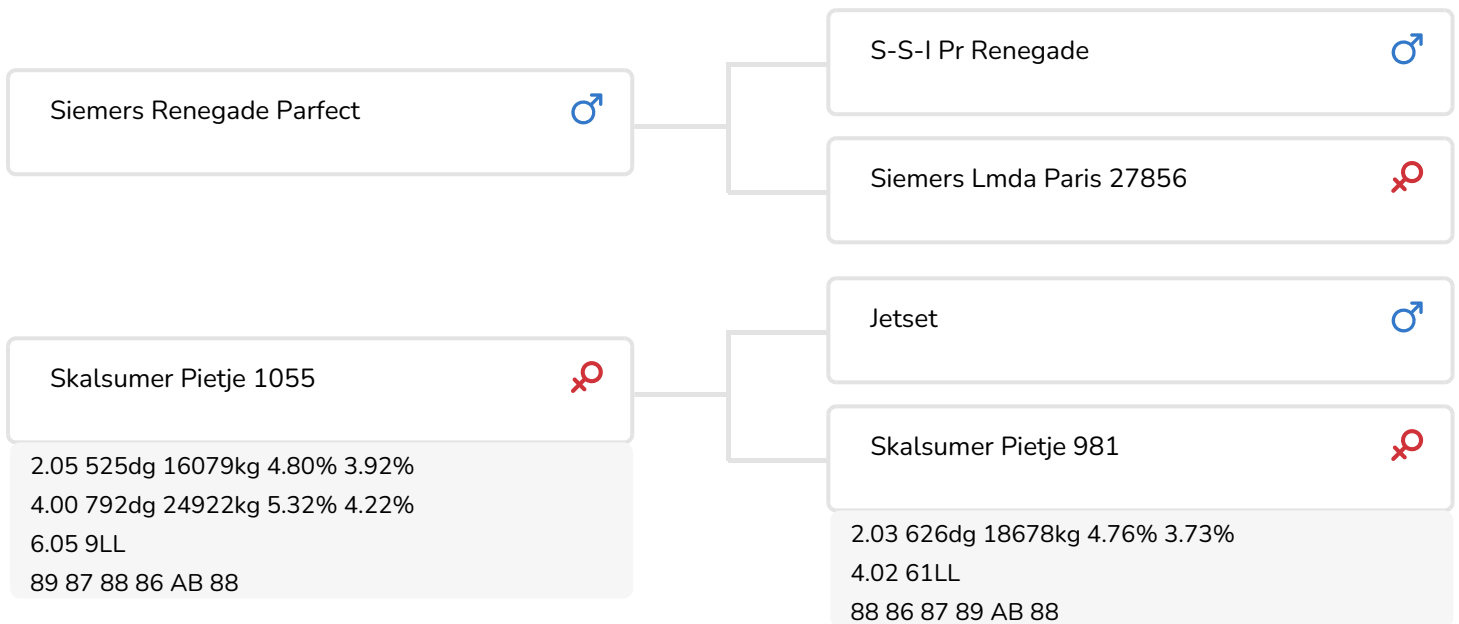 S-S-I Pr Renegade
Siemers Renegade Parfect
Siemers Lmda Paris 27856
Jetset
Skalsumer Pietje 1055
2.05 525dg 16079kg 4.80% 3.92%
4.00 792dg 24922kg 5.32% 4.22%
6.05 9LL
89 87 88 86 AB 88
Skalsumer Pietje 981
2.03 626dg 18678kg 4.76% 3.73%
4.02 61LL
88 86 87 89 AB 88